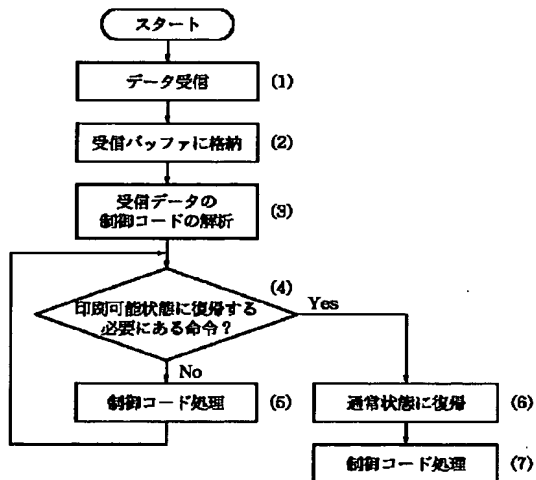 スタート
データ受信
(1)
受信バッファに格納
(2)
受信データの
制御コードの解析
(3)
(4)
印刷可能状態に復帰する
必要にある命令?
Yes
No
制御コード処理
(5)
通常状態に復帰
(6)
制御コード処理
(7)